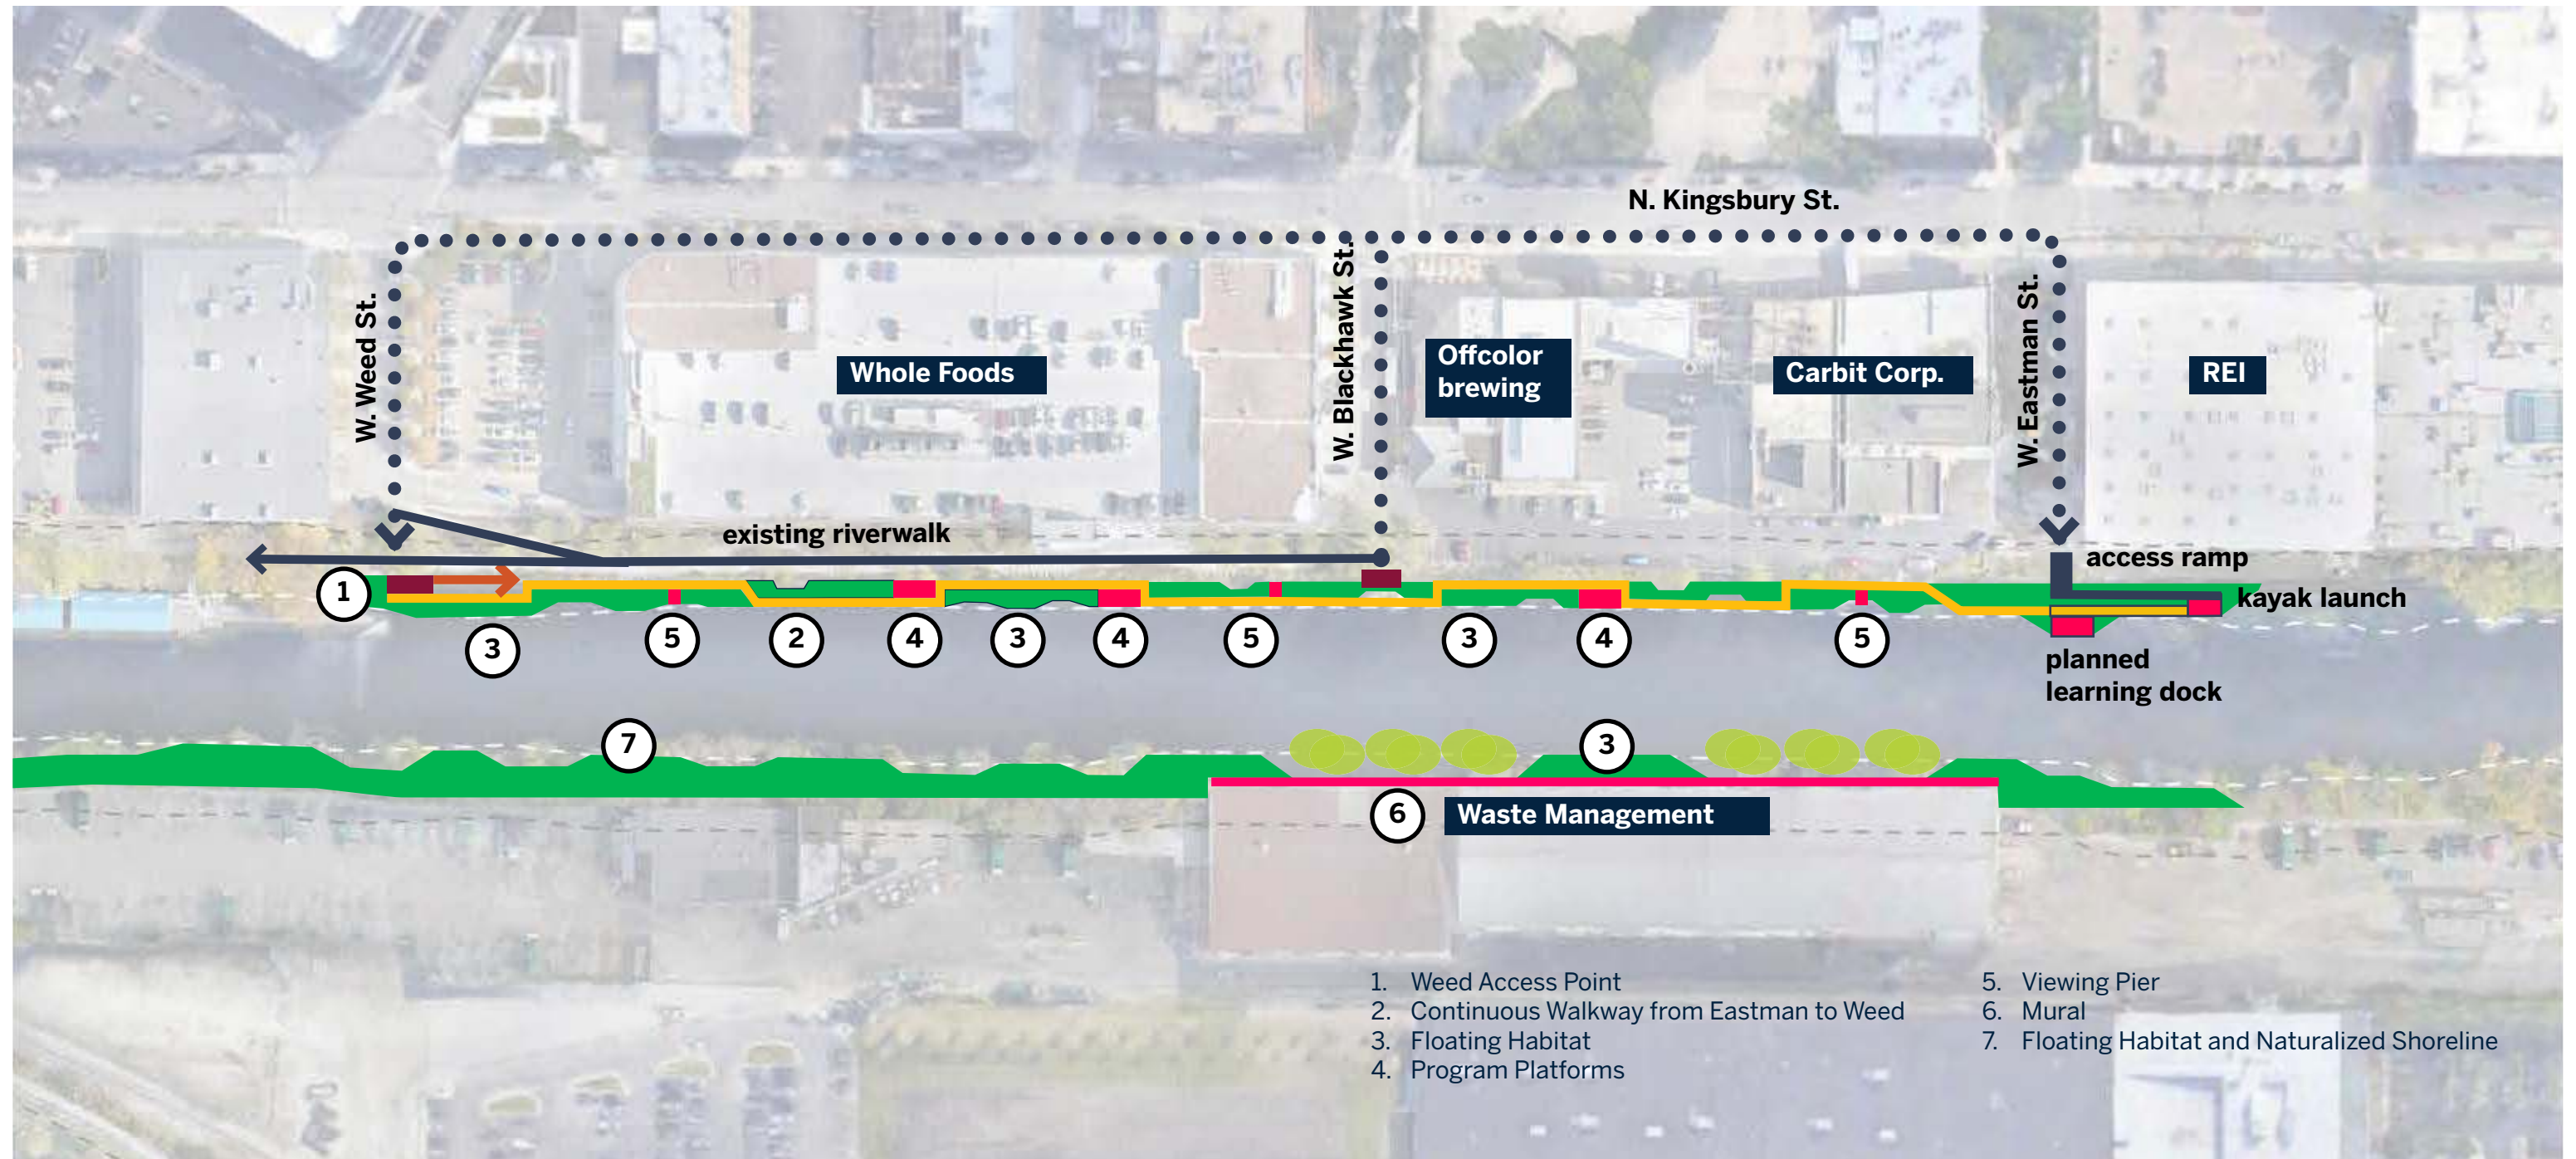 N. Kingsbury St.
W. Weed St.
W. Blackhawk St.
W. Eastman St.
Whole Foods
Offcolor
brewing
Carbit Corp.
REI
existing riverwalk
access ramp
kayak launch
1
3
5
2
4
3
4
5
3
4
5
planned
learning dock
7
3
6
Waste Management
1. Weed Access Point
2. Continuous Walkway from Eastman to Weed
3. Floating Habitat
4. Program Platforms
5. Viewing Pier
6. Mural
7. Floating Habitat and Naturalized Shoreline